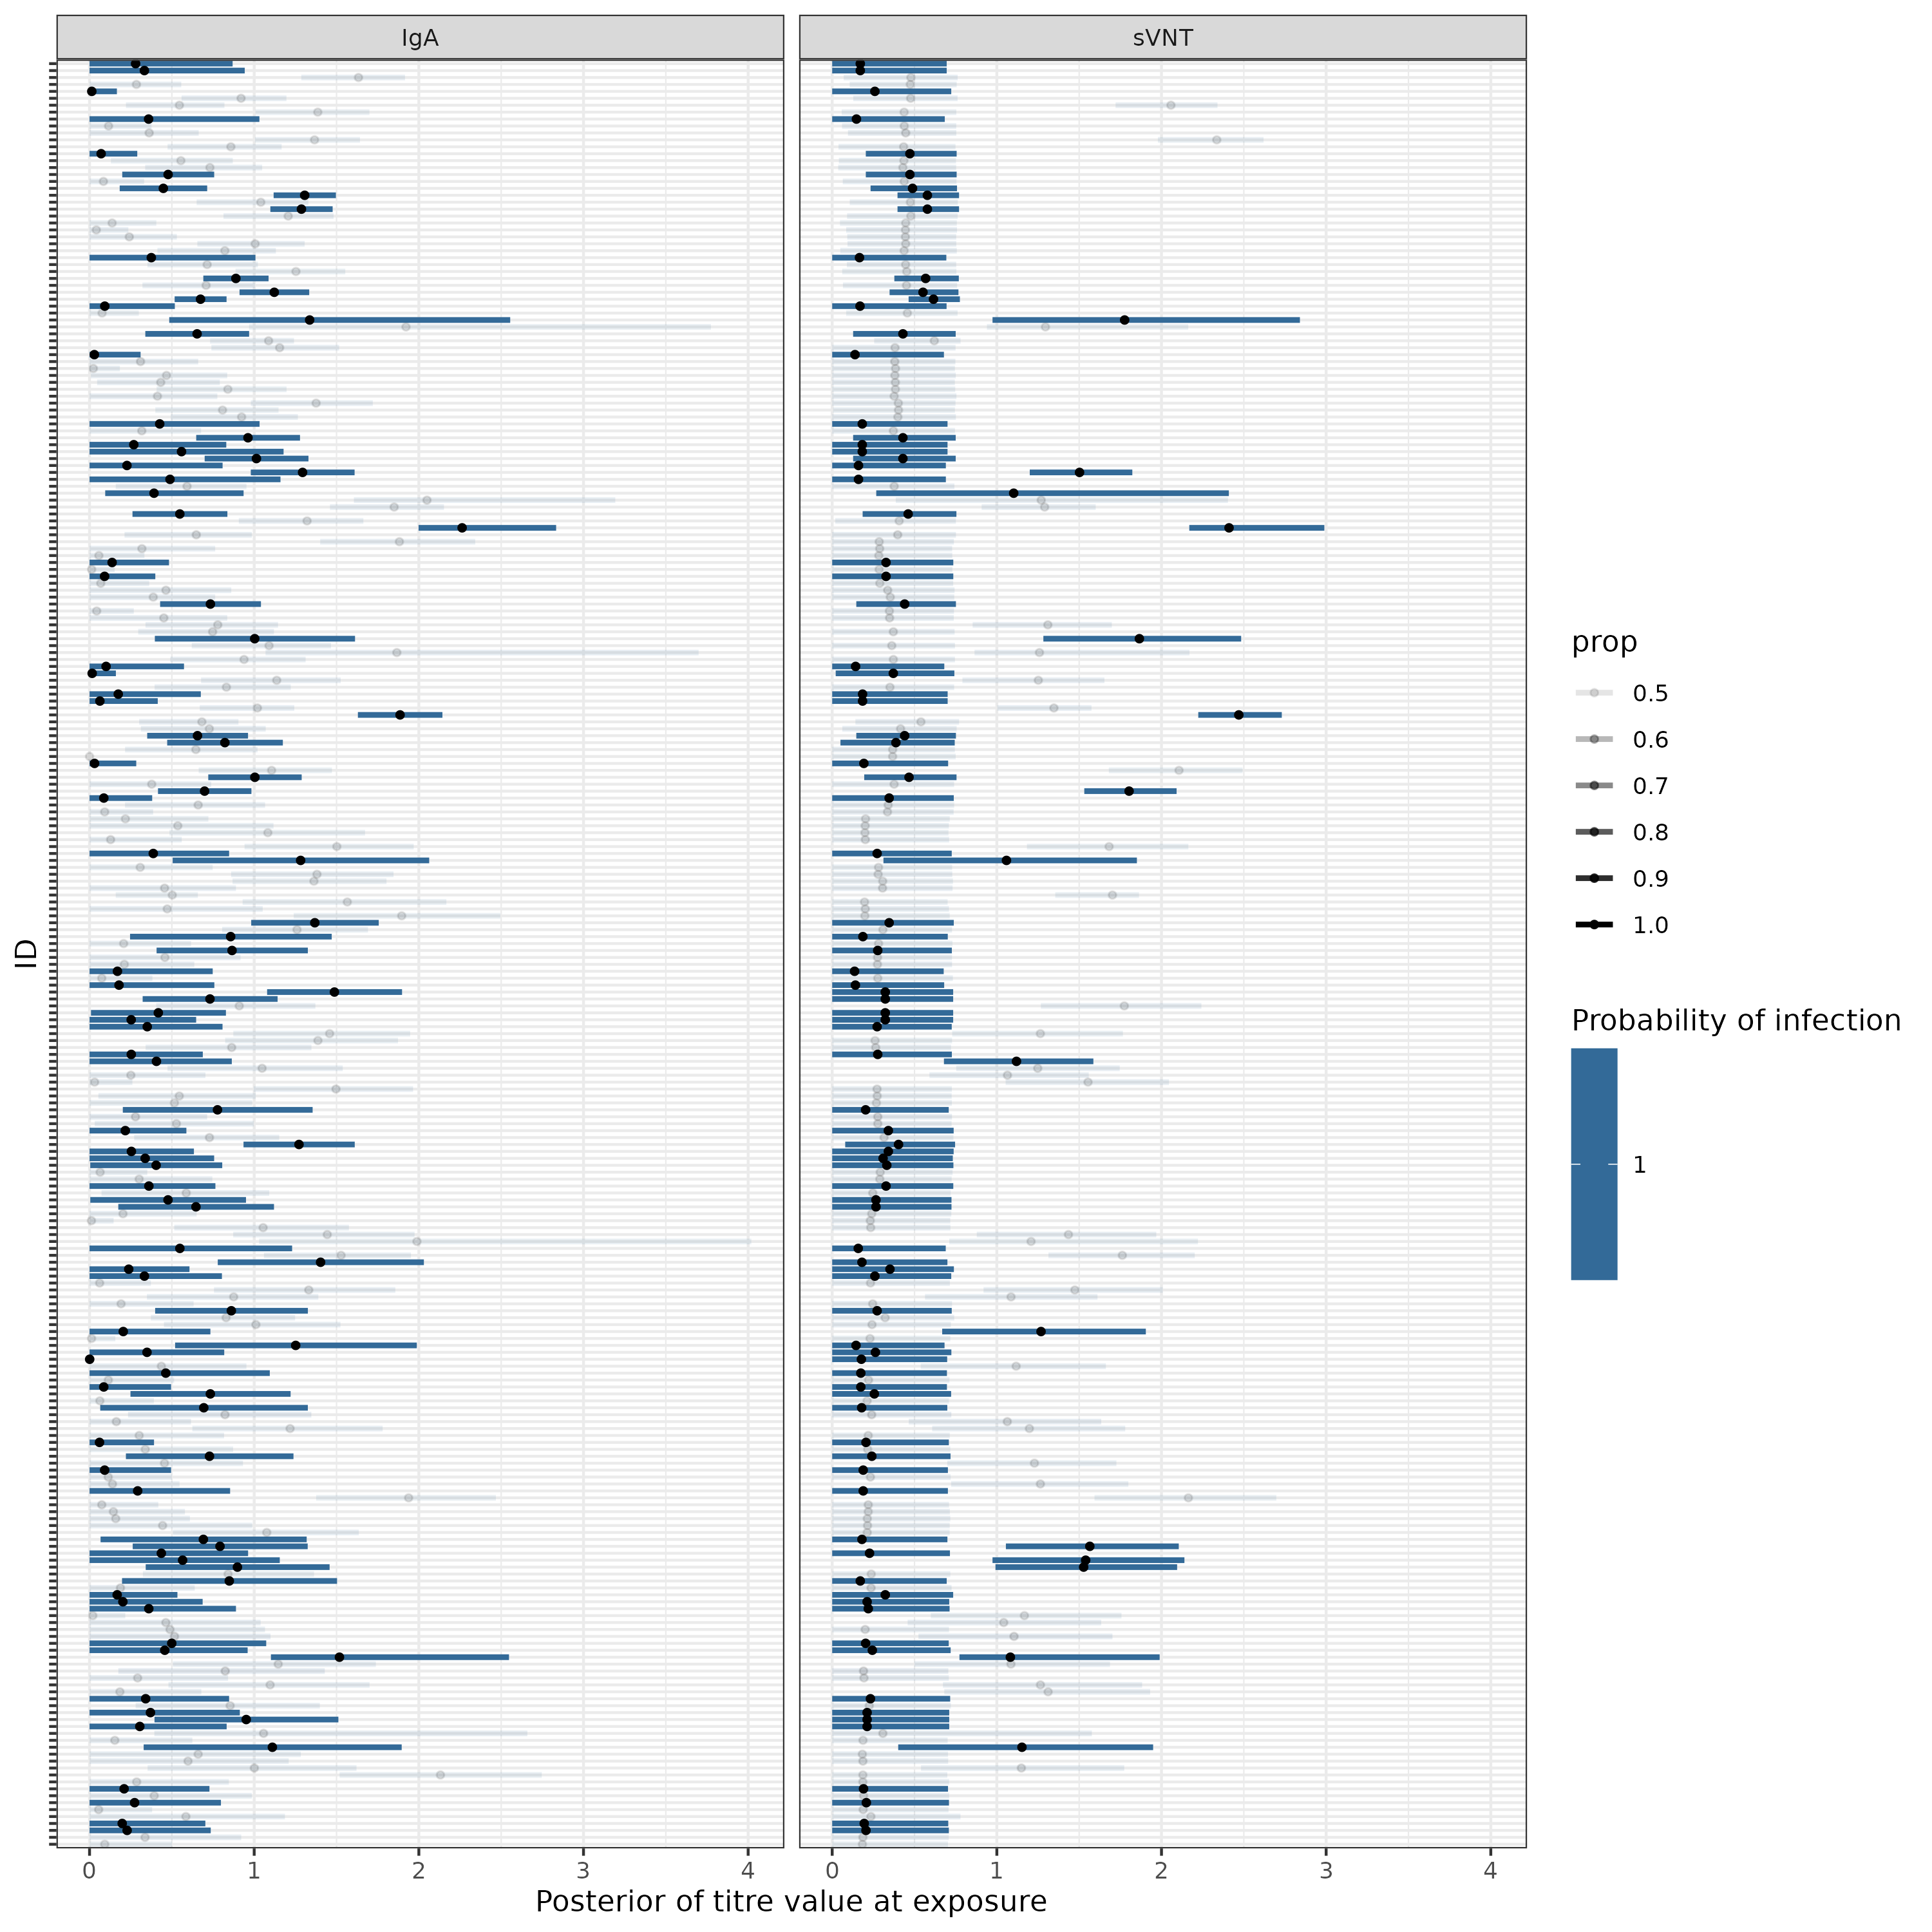 IgA
sVNT
ID
0 1 2 3 4
0 1 2 3 4
Posterior of titre value at exposure
prop
0.5
0.6
0.7
0.8
0.9
1.0
Probability of infection
1